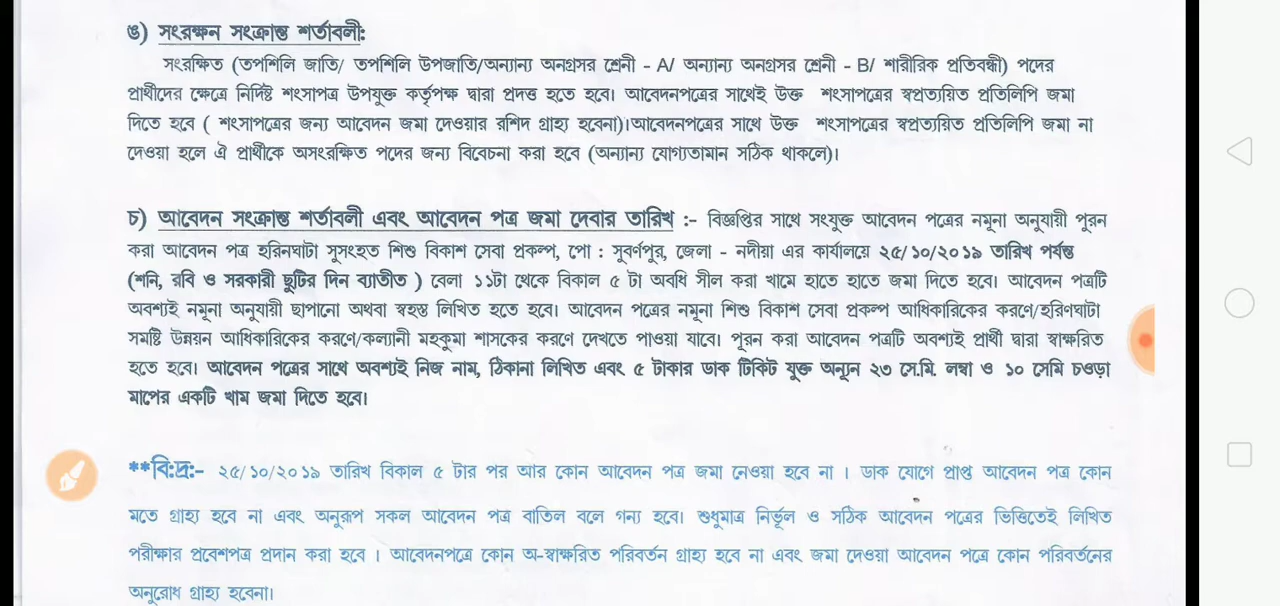 ঙ) সংরক্ষন সংক্রান্ত শর্তাবলী:
সংরক্ষিত (তপশিলি জাতি/ তপশিলি উপজাতি/অন্যান্য অনগ্রসর শ্রেনী - A/ অন্যান্য অনগ্রসর শ্রেনী - B/ শারীরিক প্রতিবন্ধী) পদের
প্রার্থীদের ক্ষেত্রে নির্দিষ্ট শংসাপত্র উপযুক্ত কর্তৃপক্ষ দ্বারা প্রদত্ত হতে হবে। আবেদনপত্রের সাথেই উক্ত শংসাপত্রের স্বপ্রত্যয়িত প্রতিলিপি জমা
দিতে হবে ( শংসাপত্রের জন্য আবেদন জমা দেওয়ার রশিদ গ্রাহ্য হবেনা)।আবেদনপত্রের সাথে উক্ত শংসাপত্রের স্বপ্রত্যয়িত প্রতিলিপি জমা না
দেওয়া হলে ঐ প্রার্থীকে অসংরক্ষিত পদের জন্য বিবেচনা করা হবে (অন্যান্য যোগ্যতামান সঠিক থাকলে)।
চ) আবেদন সংক্রান্ত শর্তাবলী এবং আবেদন পত্র জমা দেবার তারিখ :- বিজ্ঞপ্তির সাথে সংযুক্ত আবেদন পত্রের নমূনা অনুযায়ী পুরন
করা আবেদন পত্র হরিনঘাটা সুসংহত শিশু বিকাশ সেবা প্রকল্প, পো : সুবর্ণপুর, জেলা - নদীয়া এর কার্যালয়ে ২৫/১০/২০১৯ তারিখ পর্যন্ত
(শনি, রবি ও সরকারী ছুটির দিন ব্যাতীত ) বেলা ১১টা থেকে বিকাল ৫ টা অবধি সীল করা খামে হাতে হাতে জমা দিতে হবে। আবেদন পত্রটি
অবশ্যই নমূনা অনুযায়ী ছাপানো অথবা স্বহস্ত লিখিত হতে হবে। আবেদন পত্রের নমূনা শিশু বিকাশ সেবা প্রকল্প আধিকারিকের করণে/হরিণঘাটা
সমষ্টি উন্নয়ন আধিকারিকের করণে/কল্যানী মহকুমা শাসকের করণে দেখতে পাওয়া যাবে। পূরন করা আবেদন পত্রটি অবশ্যই প্রার্থী দ্বারা স্বাক্ষরিত
হতে হবে। আবেদন পত্রের সাথে অবশ্যই নিজ নাম, ঠিকানা লিখিত এবং ৫ টাকার ডাক টিকিট যুক্ত অন্যূন ২৩ সে.মি. লম্বা ও ১০ সেমি চওড়া
মাপের একটি খাম জমা দিতে হবে।
**বি:দ্র:- ২৫/১০/২০১৯ তারিখ বিকাল ৫ টার পর আর কোন আবেদন পত্র জমা নেওয়া হবে না । ডাক যোগে প্রাপ্ত আবেদন পত্র কোন
মতে গ্রাহ্য হবে না এবং অনুরূপ সকল আবেদন পত্র বাতিল বলে গন্য হবে। শুধুমাত্র নির্ভূল ও সঠিক আবেদন পত্রের ভিত্তিতেই লিখিত
পরীক্ষার প্রবেশপত্র প্রদান করা হবে । আবেদনপত্রে কোন অ-স্বাক্ষরিত পরিবর্তন গ্রাহ্য হবে না এবং জমা দেওয়া আবেদন পত্রে কোন পরিবর্তনের
অনুরোধ গ্রাহ্য হবেনা।